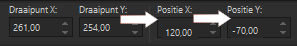 Draaipunt X: Draaipunt Y: Positie X: Positie Y:
261,00 254,00 120,00 -70,00